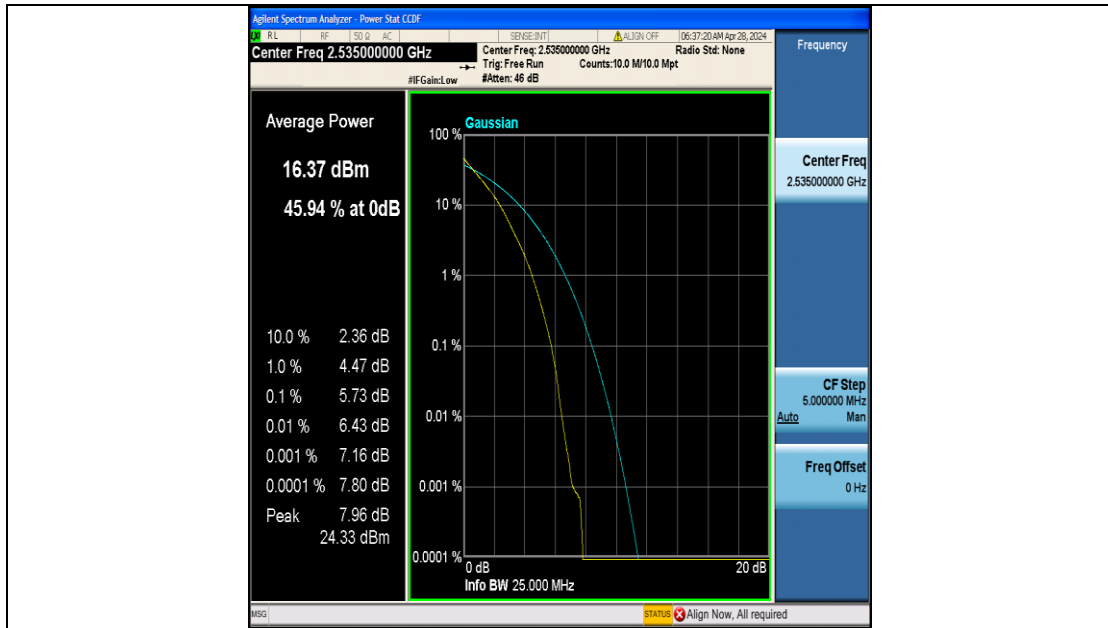 Agilent Spectrum Analyzer - Power Stat CCDF
RL RF 50 Ω AC SENSE:INT ALIGN OFF 06:37:20 AM Apr 28, 2024
Center Freq 2.535000000 GHz
Center Freq: 2.535000000 GHz Radio Std: None
Trig: Free Run Counts:10.0 M/10.0 Mpt
#IFGain:Low #Atten: 46 dB
Frequency
Average Power
16.37 dBm
45.94 % at 0dB
10.0 % 2.36 dB
1.0 % 4.47 dB
0.1 % 5.73 dB
0.01 % 6.43 dB
0.001 % 7.16 dB
0.0001 % 7.80 dB
Peak 7.96 dB
24.33 dBm
Gaussian
100 %
10 %
1 %
0.1 %
0.01 %
0.001 %
0.0001 %
0 dB 20 dB
Info BW 25.000 MHz
Center Freq
2.535000000 GHz
CF Step
5.000000 MHz
Auto Man
Freq Offset
0 Hz
MSG STATUS Align Now, All required